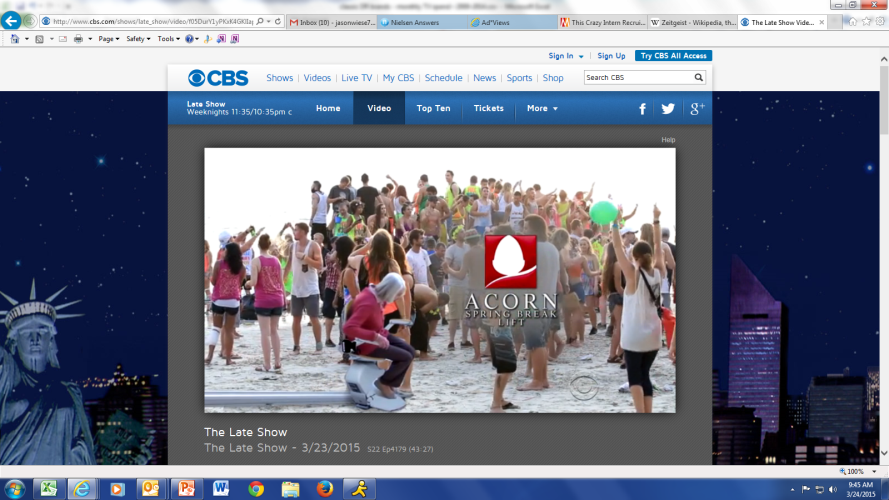 http://www.cbs.com/shows/late_show/video/
Inbox (10) - jasonwiese7...
Nielsen Answers
Ad*Views
This Crazy Intern Recrui...
Zeitgeist - Wikipedia, th...
The Late Show Vide...
Page
Safety
Tools
Sign In
Sign Up
Try CBS All Access
CBS
Shows
Videos
Live TV
My CBS
Schedule
News
Sports
Shop
Search CBS
Late Show
Weeknights 11:35/10:35pm c
Home
Video
Top Ten
Tickets
More
Help
ACORN
SPRING BREAK
LIFT
The Late Show
The Late Show - 3/23/2015 S22 Ep4179 (43:27)
100%
9:45 AM
3/24/2015